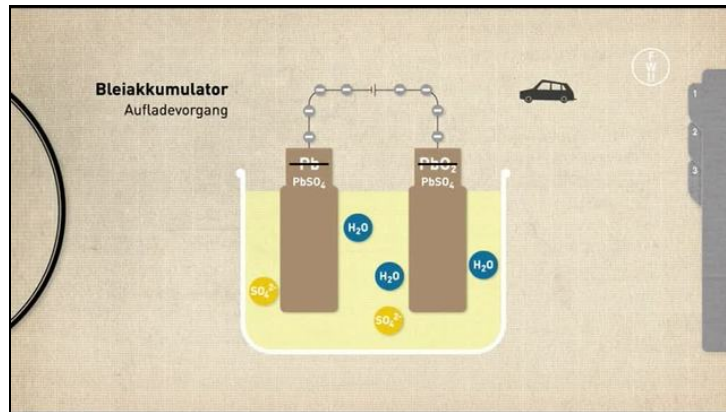 Bleiakkumulator
Aufladevorgang
F
W
U
1
2
3
Pb
PbO₂
PbSO₄
PbSO₄
H₂O
H₂O
H₂O
SO₄²⁻
SO₄²⁻